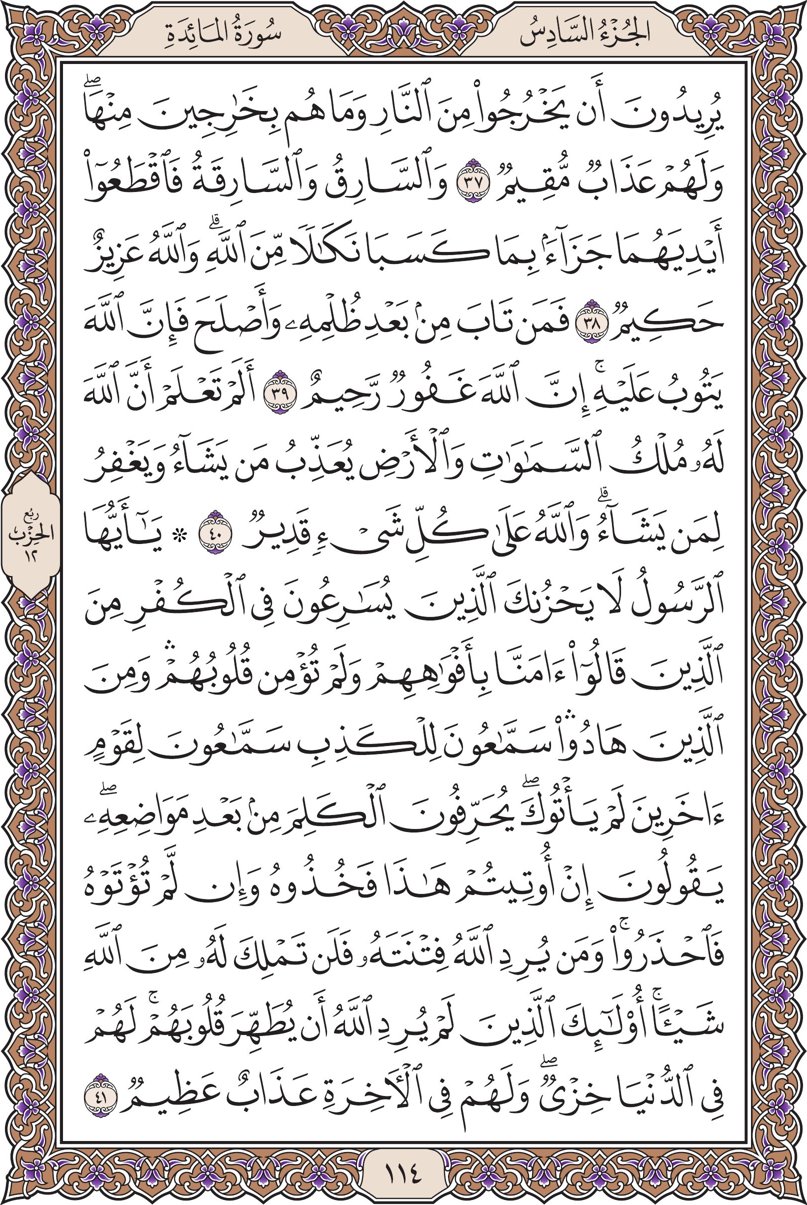 الجُزْءُ السَّادِسُ
سُورَةُ المَائِدَةِ
يُرِيدُونَ أَن يَخْرُجُوا۟ مِنَ ٱلنَّارِ وَمَا هُم بِخَٰرِجِينَ مِنْهَاۖ
وَلَهُمْ عَذَابٌ مُّقِيمٌ ٣٧ وَٱلسَّارِقُ وَٱلسَّارِقَةُ فَٱقْطَعُوٓا۟
أَيْدِيَهُمَا جَزَآءَۢ بِمَا كَسَبَا نَكَٰلًا مِّنَ ٱللَّهِۗ وَٱللَّهُ عَزِيزٌ
حَكِيمٌ ٣٨ فَمَن تَابَ مِنۢ بَعْدِ ظُلْمِهِۦ وَأَصْلَحَ فَإِنَّ ٱللَّهَ
يَتُوبُ عَلَيْهِۚ إِنَّ ٱللَّهَ غَفُورٌ رَّحِيمٌ ٣٩ أَلَمْ تَعْلَمْ أَنَّ ٱللَّهَ
لَهُۥ مُلْكُ ٱلسَّمَٰوَٰتِ وَٱلْأَرْضِ يُعَذِّبُ مَن يَشَآءُ وَيَغْفِرُ
لِمَن يَشَآءُۗ وَٱللَّهُ عَلَىٰ كُلِّ شَىْءٍ قَدِيرٌ ٤٠ * يَٰٓأَيُّهَا
ٱلرَّسُولُ لَا يَحْزُنكَ ٱلَّذِينَ يُسَٰرِعُونَ فِى ٱلْكُفْرِ مِنَ
ٱلَّذِينَ قَالُوٓا۟ ءَامَنَّا بِأَفْوَٰهِهِمْ وَلَمْ تُؤْمِن قُلُوبُهُمْۛ وَمِنَ
ٱلَّذِينَ هَادُوا۟ۛ سَمَّٰعُونَ لِلْكَذِبِ سَمَّٰعُونَ لِقَوْمٍ
ءَاخَرِينَ لَمْ يَأْتُوكَۖ يُحَرِّفُونَ ٱلْكَلِمَ مِنۢ بَعْدِ مَوَاضِعِهِۦۖ
يَقُولُونَ إِنْ أُوتِيتُمْ هَٰذَا فَخُذُوهُ وَإِن لَّمْ تُؤْتَوْهُ
فَٱحْذَرُوا۟ۚ وَمَن يُرِدِ ٱللَّهُ فِتْنَتَهُۥ فَلَن تَمْلِكَ لَهُۥ مِنَ ٱللَّهِ
شَيْـًٔاۚ أُو۟لَٰٓئِكَ ٱلَّذِينَ لَمْ يُرِدِ ٱللَّهُ أَن يُطَهِّرَ قُلُوبَهُمْۚ لَهُمْ
فِى ٱلدُّنْيَا خِزْىٌۖ وَلَهُمْ فِى ٱلْـَٔاخِرَةِ عَذَابٌ عَظِيمٌ ٤١
رُبع
الحِزْب
١٢
١١٤